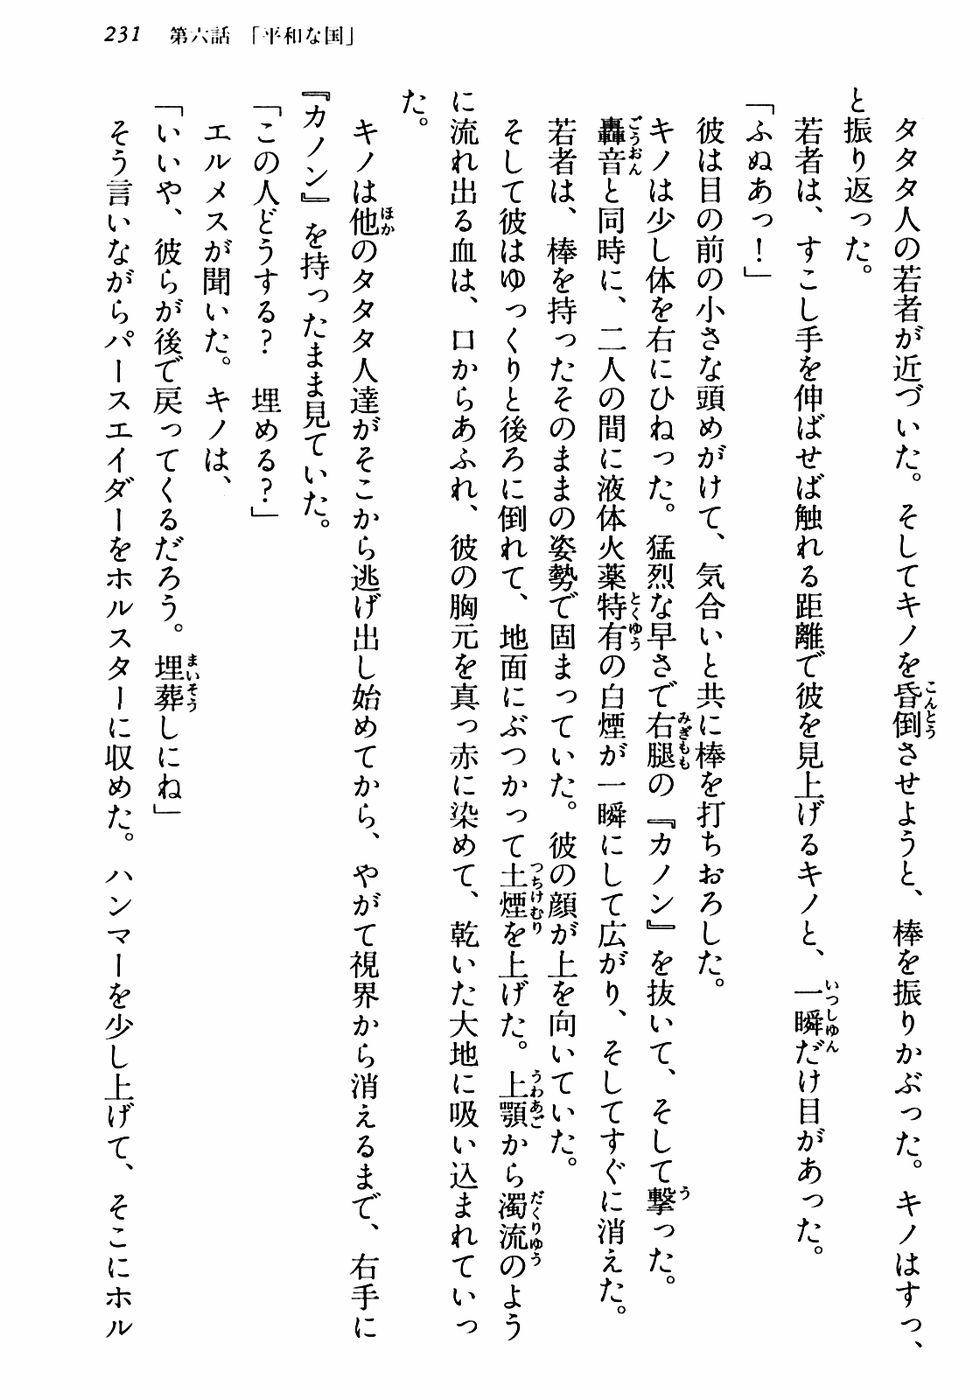 231　第六話　「平和な国」
　タタタ人の若者が近づいた。そしてキノを昏倒させようと、棒を振りかぶった。キノはすっ、
と振り返った。
　若者は、すこし手を伸ばせば触れる距離で彼を見上げるキノと、一瞬だけ目があった。
「ふぬあっ！」
　彼は目の前の小さな頭めがけて、気合いと共に棒を打ちおろした。
　キノは少し体を右にひねった。猛烈な早さで右腿の『カノン』を抜いて、そして撃った。
　轟音と同時に、二人の間に液体火薬特有の白煙が一瞬にして広がり、そしてすぐに消えた。
　若者は、棒を持ったそのままの姿勢で固まっていた。彼の顔が上を向いていた。
　そして彼はゆっくりと後ろに倒れて、地面にぶつかって土煙を上げた。上顎から濁流のよう
に流れ出る血は、口からあふれ、彼の胸元を真っ赤に染めて、乾いた大地に吸い込まれていっ
た。
　キノは他のタタタ人達がそこから逃げ出し始めてから、やがて視界から消えるまで、右手に
『カノン』を持ったまま見ていた。
「この人どうする？　埋める？」
　エルメスが聞いた。キノは、
「いいや、彼らが後で戻ってくるだろう。埋葬しにね」
　そう言いながらパースエイダーをホルスターに収めた。ハンマーを少し上げて、そこにホル